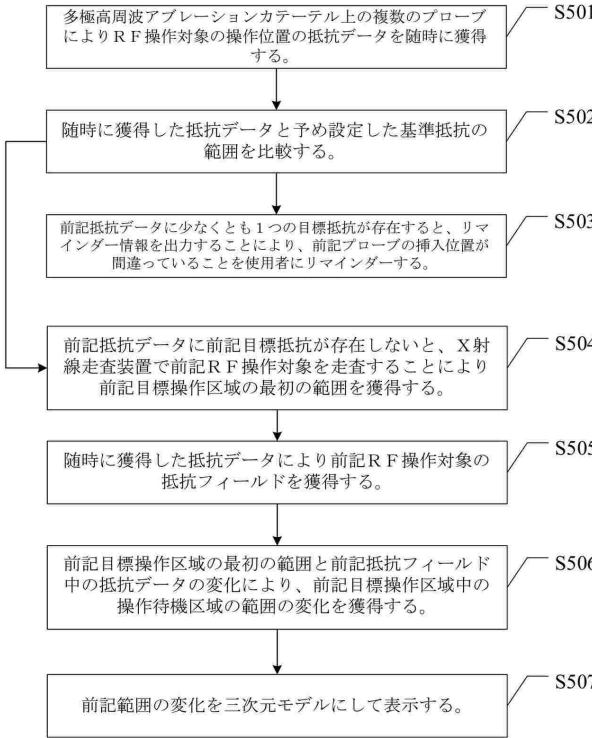 多極高周波アブレーションカテーテル上の複数のプローブ
によりRF操作対象の操作位置の抵抗データを随時に獲得
する。
S501
随時に獲得した抵抗データと予め設定した基準抵抗の
範囲を比較する。
S502
前記抵抗データに少なくとも1つの目標抵抗が存在すると、リマ
インダー情報を出力することにより、前記プローブの挿入位置が
間違っていることを使用者にリマインダーする。
S503
前記抵抗データに前記目標抵抗が存在しないと、X射
線走査装置で前記RF操作対象を走査することにより
前記目標操作区域の最初の範囲を獲得する。
S504
随時に獲得した抵抗データにより前記RF操作対象の
抵抗フィールドを獲得する。
S505
前記目標操作区域の最初の範囲と前記抵抗フィールド
中の抵抗データの変化により、前記目標操作区域中の
操作待機区域の範囲の変化を獲得する。
S506
前記範囲の変化を三次元モデルにして表示する。
S507